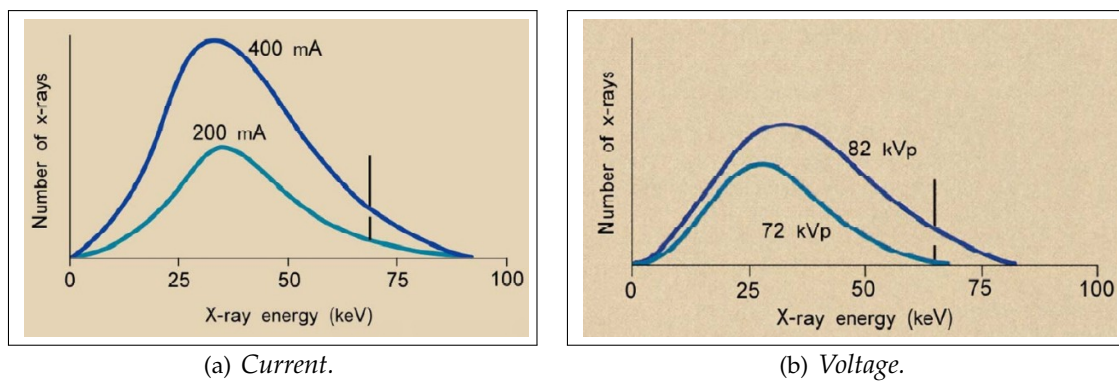 Number of x-rays
400 mA
200 mA
0 25 50 75 100
X-ray energy (keV)
(a) Current.
Number of x-rays
82 kVp
72 kVp
0 25 50 75 100
X-ray energy (keV)
(b) Voltage.